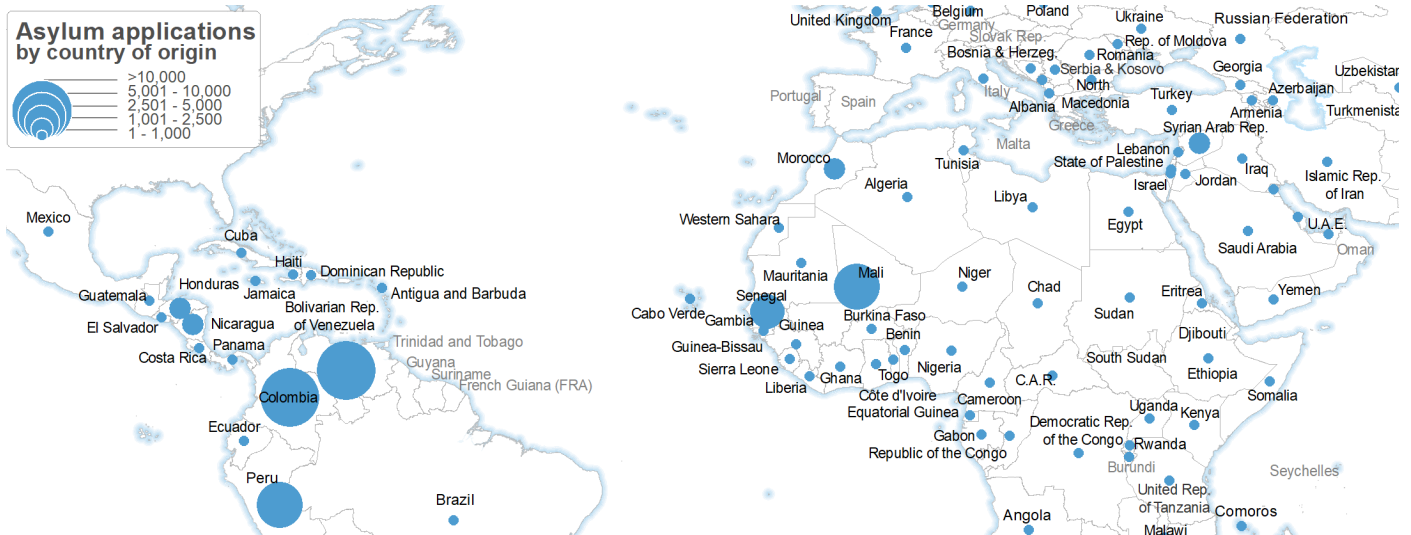 Asylum applications
by country of origin
>10,000
5,001 - 10,000
2,501 - 5,000
1,001 - 2,500
1 - 1,000
Mexico
Cuba
Haiti
Dominican Republic
Honduras
Jamaica
Antigua and Barbuda
Guatemala
Bolivarian Rep.
of Venezuela
El Salvador
Nicaragua
Costa Rica
Panama
Trinidad and Tobago
Guyana
Suriname
French Guiana (FRA)
Colombia
Ecuador
Peru
Brazil
United Kingdom
Belgium
Poland
Germany
France
Slovak Rep.
Ukraine
Russian Federation
Bosnia & Herzeg.
Rep. of Moldova
Romania
Serbia & Kosovo
Georgia
Uzbekistan
Portugal
Spain
Italy
North
Macedonia
Albania
Turkey
Azerbaijan
Armenia
Turkmenista
Greece
Malta
Syrian Arab Rep.
Morocco
Tunisia
Lebanon
State of Palestine
Israel
Jordan
Iraq
Islamic Rep.
of Iran
Algeria
Libya
Egypt
Western Sahara
Saudi Arabia
U.A.E.
Oman
Mauritania
Mali
Niger
Chad
Sudan
Eritrea
Yemen
Cabo Verde
Senegal
Gambia
Guinea
Burkina Faso
Benin
Djibouti
Guinea-Bissau
Sierra Leone
Liberia
Ghana
Togo
Nigeria
C.A.R.
South Sudan
Ethiopia
Somalia
Côte d'Ivoire
Cameroon
Equatorial Guinea
Gabon
Republic of the Congo
Democratic Rep.
of the Congo
Uganda
Kenya
Rwanda
Burundi
Seychelles
United Rep.
of Tanzania
Angola
Malawi
Comoros